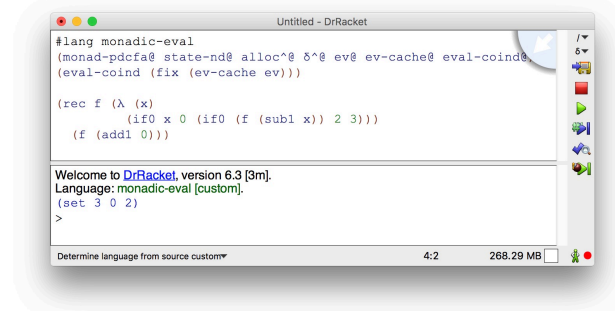 Untitled - DrRacket
#lang monadic-eval
(monad-pdcfa@ state-nd@ alloc^@ δ^@ ev@ ev-cache@ eval-coind@
(eval-coind (fix (ev-cache ev)))
(rec f (λ (x)
(if0 x 0 (if0 (f (sub1 x)) 2 3)))
(f (add1 0)))
Welcome to DrRacket, version 6.3 [3m].
Language: monadic-eval [custom].
(set 3 0 2)
>
Determine language from source custom▾ 4:2 268.29 MB